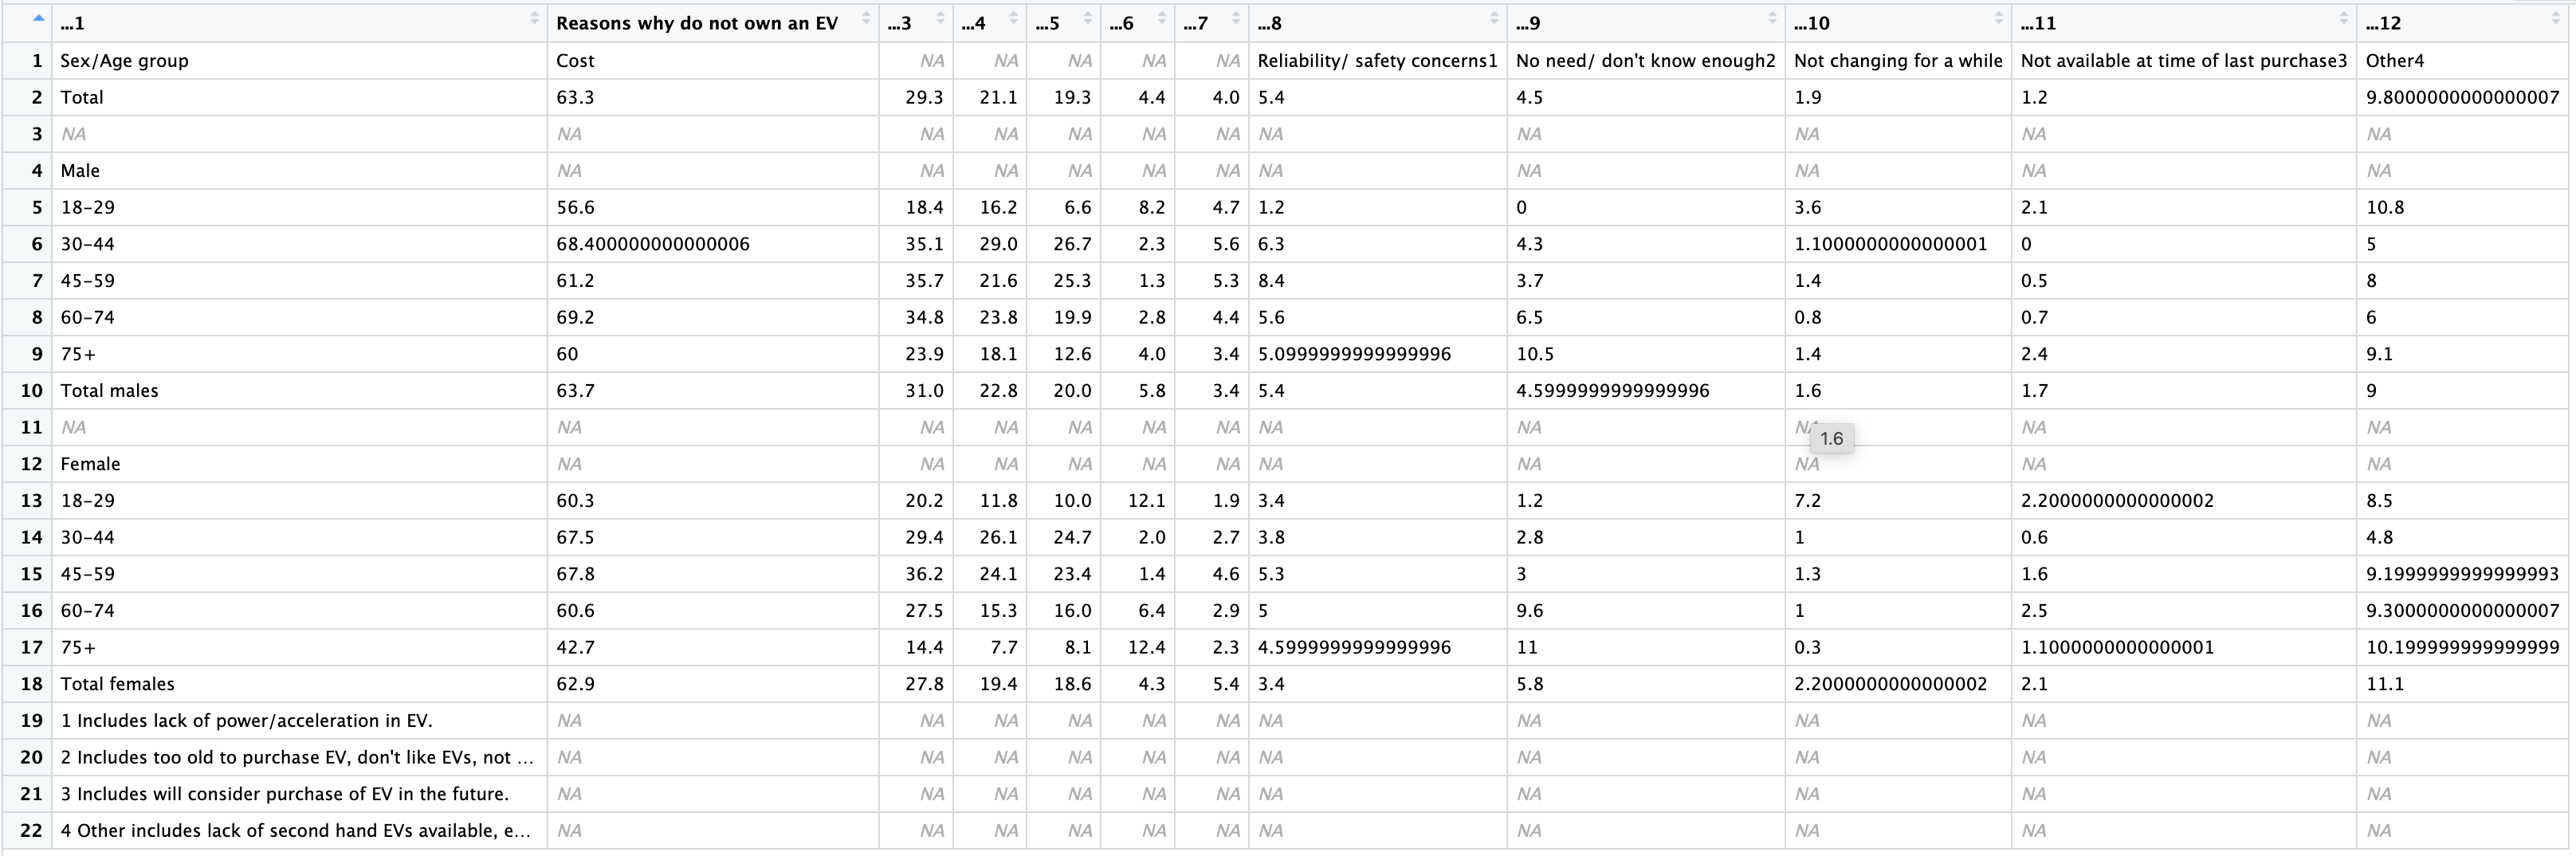 ...1 Reasons why do not own an EV ...3 ...4 ...5 ...6 ...7 ...8 ...9 ...10 ...11 ...12
1 Sex/Age group Cost NA NA NA NA NA Reliability/ safety concerns1 No need/ don't know enough2 Not changing for a while Not available at time of last purchase3 Other4
2 Total 63.3 29.3 21.1 19.3 4.4 4.0 5.4 4.5 1.9 1.2 9.8000000000000007
3 NA NA NA NA NA NA NA NA NA NA NA NA
4 Male NA NA NA NA NA NA NA NA NA NA NA
5 18-29 56.6 18.4 16.2 6.6 8.2 4.7 1.2 0 3.6 2.1 10.8
6 30-44 68.400000000000006 35.1 29.0 26.7 2.3 5.6 6.3 4.3 1.1000000000000001 0 5
7 45-59 61.2 35.7 21.6 25.3 1.3 5.3 8.4 3.7 1.4 0.5 8
8 60-74 69.2 34.8 23.8 19.9 2.8 4.4 5.6 6.5 0.8 0.7 6
9 75+ 60 23.9 18.1 12.6 4.0 3.4 5.0999999999999996 10.5 1.4 2.4 9.1
10 Total males 63.7 31.0 22.8 20.0 5.8 3.4 5.4 4.5999999999999996 1.6 1.7 9
11 NA NA NA NA NA NA NA NA NA NA NA NA
1.6
12 Female NA NA NA NA NA NA NA NA NA NA NA
13 18-29 60.3 20.2 11.8 10.0 12.1 1.9 3.4 1.2 7.2 2.2000000000000002 8.5
14 30-44 67.5 29.4 26.1 24.7 2.0 2.7 3.8 2.8 1 0.6 4.8
15 45-59 67.8 36.2 24.1 23.4 1.4 4.6 5.3 3 1.3 1.6 9.1999999999999993
16 60-74 60.6 27.5 15.3 16.0 6.4 2.9 5 9.6 1 2.5 9.3000000000000007
17 75+ 42.7 14.4 7.7 8.1 12.4 2.3 4.5999999999999996 11 0.3 1.1000000000000001 10.199999999999999
18 Total females 62.9 27.8 19.4 18.6 4.3 5.4 3.4 5.8 2.2000000000000002 2.1 11.1
19 1 Includes lack of power/acceleration in EV. NA NA NA NA NA NA NA NA NA NA NA
20 2 Includes too old to purchase EV, don't like EVs, not ... NA NA NA NA NA NA NA NA NA NA NA
21 3 Includes will consider purchase of EV in the future. NA NA NA NA NA NA NA NA NA NA NA
22 4 Other includes lack of second hand EVs available, e... NA NA NA NA NA NA NA NA NA NA NA